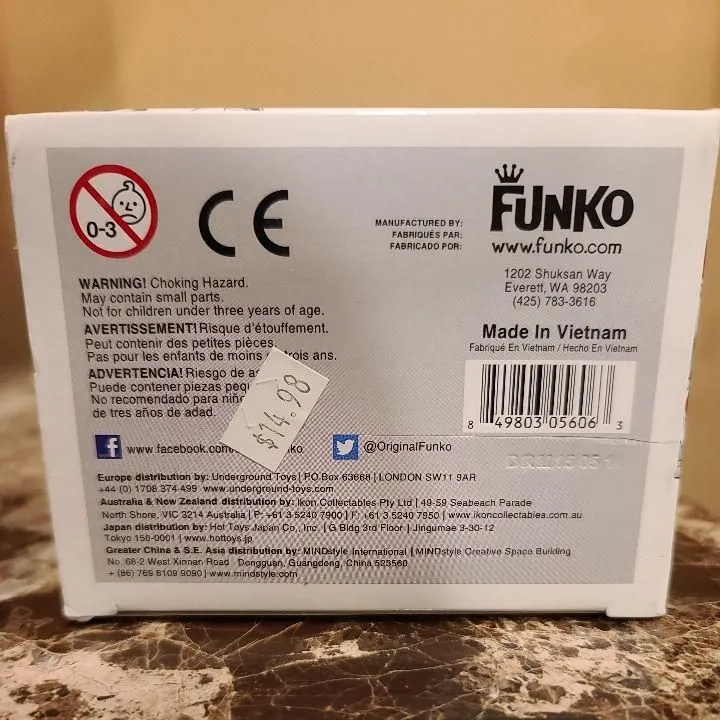 0-3
CE
MANUFACTURED BY:
FABRIQUÉS PAR:
FABRICADO POR:
FUNKO
www.funko.com
1202 Shuksan Way
Everett, WA 98203
(425) 783-3616
Made In Vietnam
Fabriqué En Vietnam / Hecho En Vietnam
8 49803 05606 3
WARNING! Choking Hazard.
May contain small parts.
Not for children under three years of age.
AVERTISSEMENT! Risque d'étouffement.
Peut contenir des petites pièces.
Pas pour les enfants de moins trois ans.
ADVERTENCIA! Riesgo de
Puede contener piezas
No recomendado para
de tres años de edad.
$14.98
www.facebook.com
@OriginalFunko
Europe distribution by: Underground Toys | PO Box 63668 | LONDON SW11 9AR
+44 (0) 1708 374 499 www.underground-toys.com
Australia & New Zealand distribution by: Ikon Collectables Pty Ltd | 49-59 Seabeach Parade
North Shore, VIC 3214 Australia | P: +61 3 5240 7900 | F: +61 3 5240 7950 | www.ikoncollectables.com.au
Japan distribution by: Hot Toys Japan Co., Inc. | G Bldg 3rd Floor | Jingumae 3-30-12
Tokyo 150-0001 | www.hottoys.jp
Greater China & S.E. Asia distribution by: MINDstyle International | MINDstyle Creative Space Building
No. 68-2 West Xinnan Road Dongguan, Guangdong, China 523560
+ (86) 769 8109 9090 | www.mindstyle.com